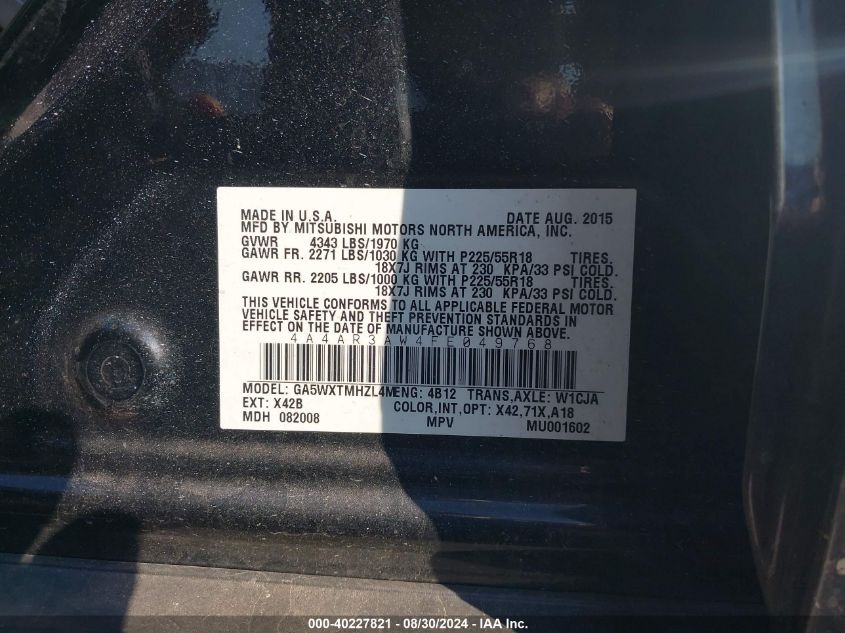 MADE IN U.S.A. DATE AUG. 2015
MFD BY MITSUBISHI MOTORS NORTH AMERICA, INC.
GVWR 4343 LBS/1970 KG
GAWR FR. 2271 LBS/1030 KG WITH P225/55R18 TIRES.
18X7J RIMS AT 230 KPA/33 PSI COLD.
GAWR RR. 2205 LBS/1000 KG WITH P225/55R18 TIRES.
18X7J RIMS AT 230 KPA/33 PSI COLD.
THIS VEHICLE CONFORMS TO ALL APPLICABLE FEDERAL MOTOR
VEHICLE SAFETY AND THEFT PREVENTION STANDARDS IN
EFFECT ON THE DATE OF MANUFACTURE SHOWN ABOVE.
4A4AR3AW4FE049768
MODEL: GA5WXTMHZL4MENG: 4B12 TRANS,AXLE: W1CJA
EXT: X42B COLOR,INT,OPT: X42,71X,A18
MDH 082008 MPV MU001602
000-40227821 - 08/30/2024 - IAA Inc.